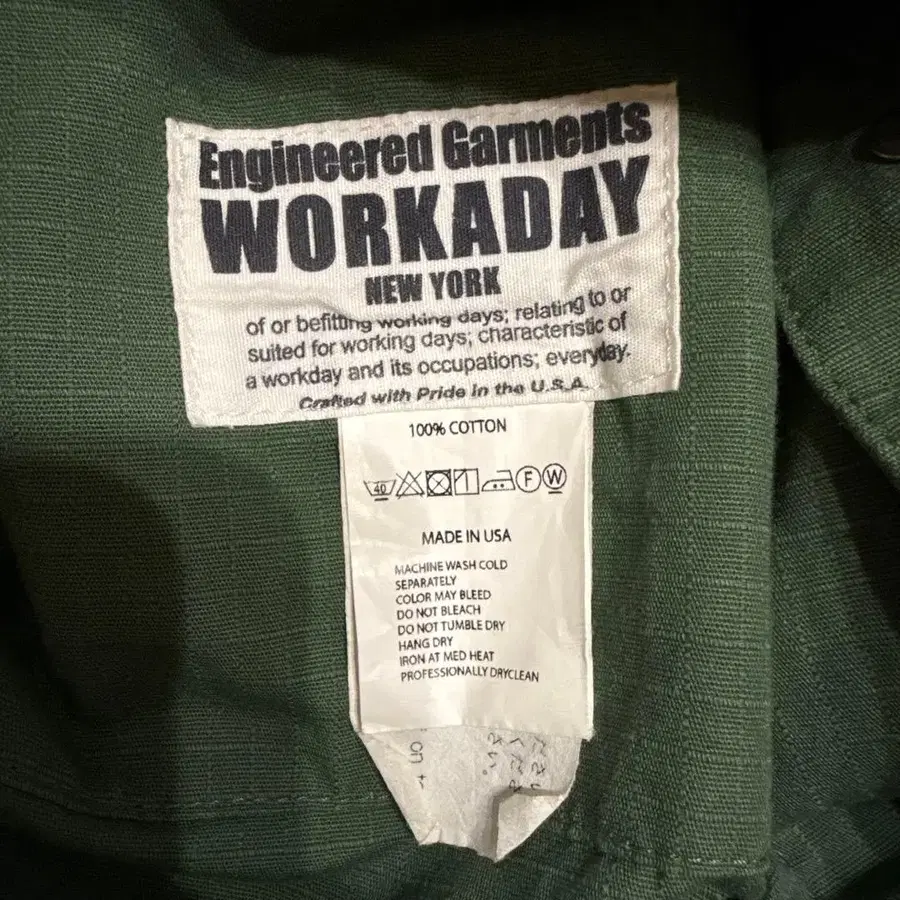 Engineered Garments
WORKADAY
NEW YORK
of or befitting working days; relating to or
suited for working days; characteristic of
a workday and its occupations; everyday.
Crafted with Pride in the U.S.A.
100% COTTON
40 F W
MADE IN USA
MACHINE WASH COLD
SEPARATELY
COLOR MAY BLEED
DO NOT BLEACH
DO NOT TUMBLE DRY
HANG DRY
IRON AT MED HEAT
PROFESSIONALLY DRYCLEAN